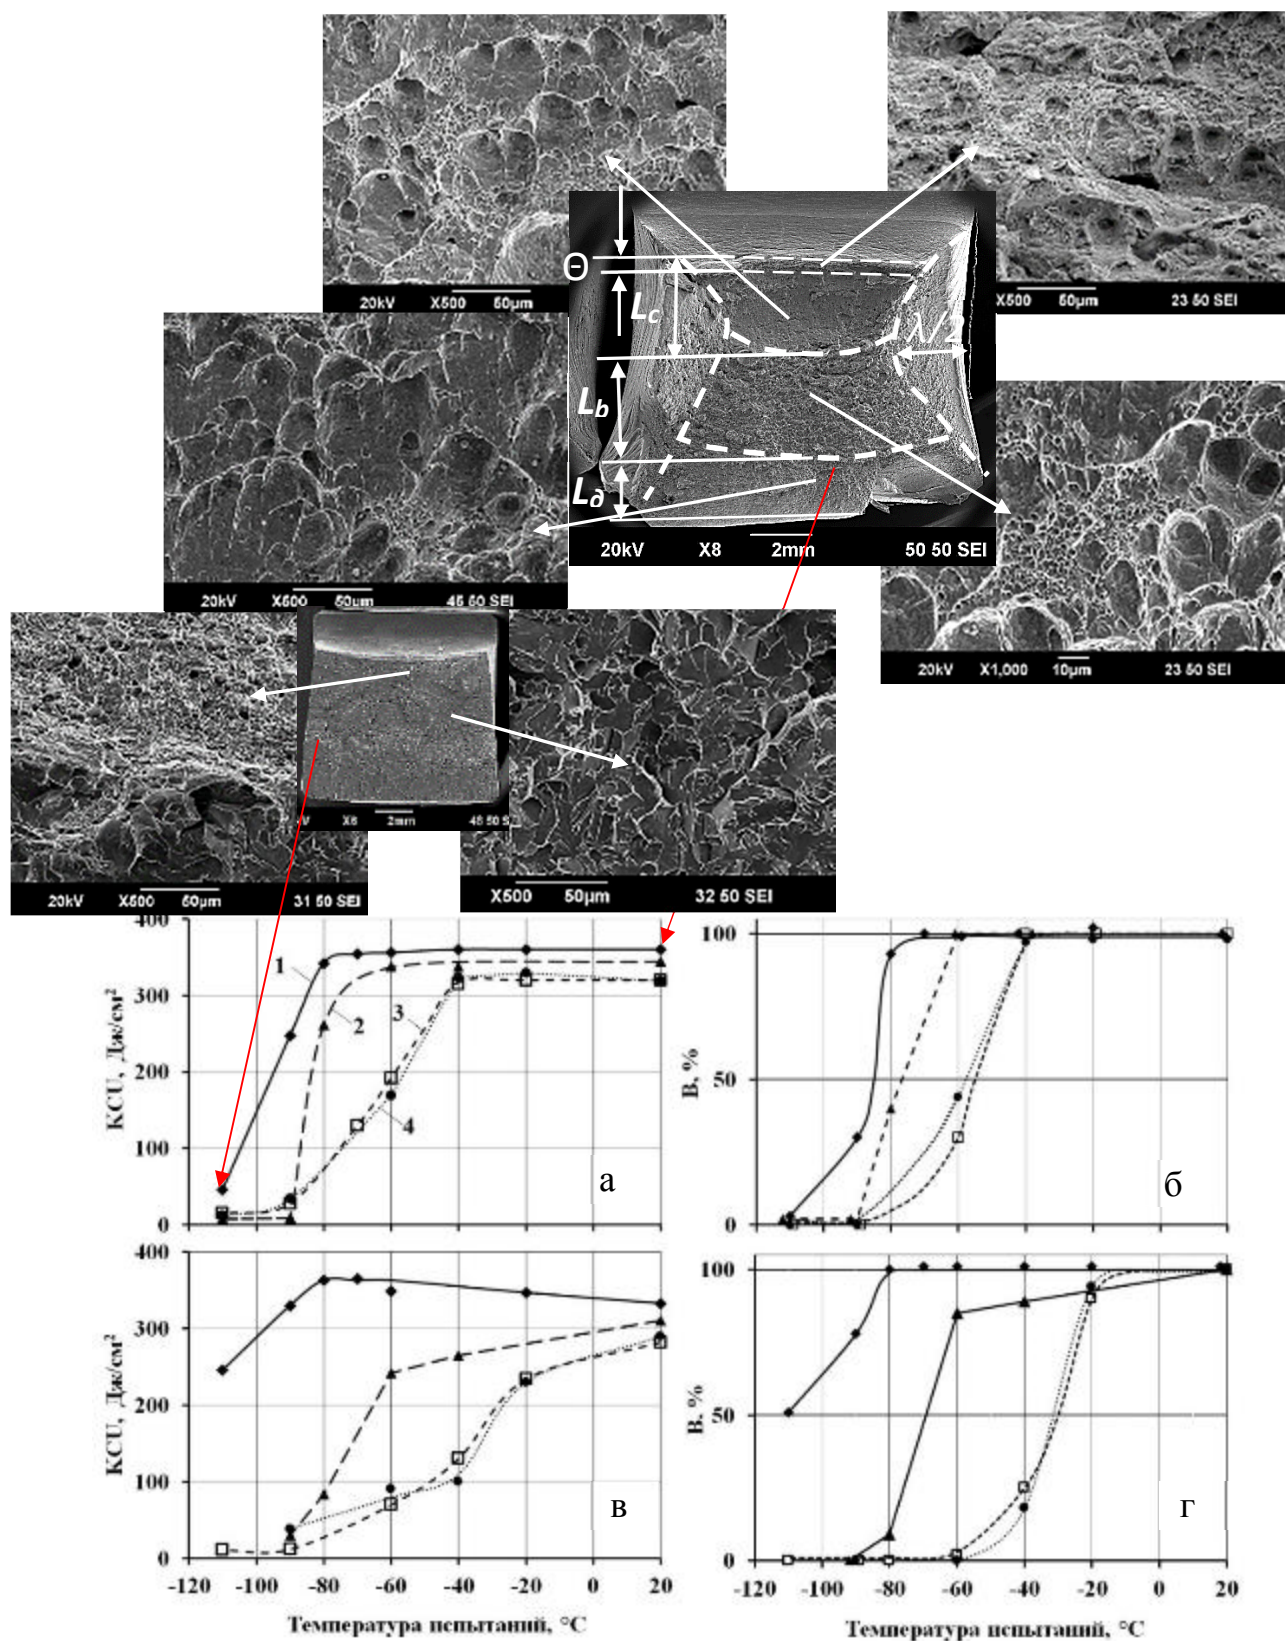 20kV X500 50µm
X500 50µm 23 50 SEI
Θ
Lc
λ/2
Lb
Lд
20kV X8 2mm 50 50 SEI
20kV X600 50µm 45 50 SEI
20kV X1,000 10µm 23 50 SEI
X8 2mm
20kV X500 50µm 31 50 SEI
X500 50µm 32 50 SEI
400
300
200
100
0
KCU, Дж/см²
1
2
3
4
а
100
50
0
В, %
б
400
300
200
100
0
KCU, Дж/см²
в
-120 -100 -80 -60 -40 -20 0 20
Температура испытаний, °С
100
50
0
В. %
г
-120 -100 -80 -60 -40 -20 0 20
Температура испытаний, °С